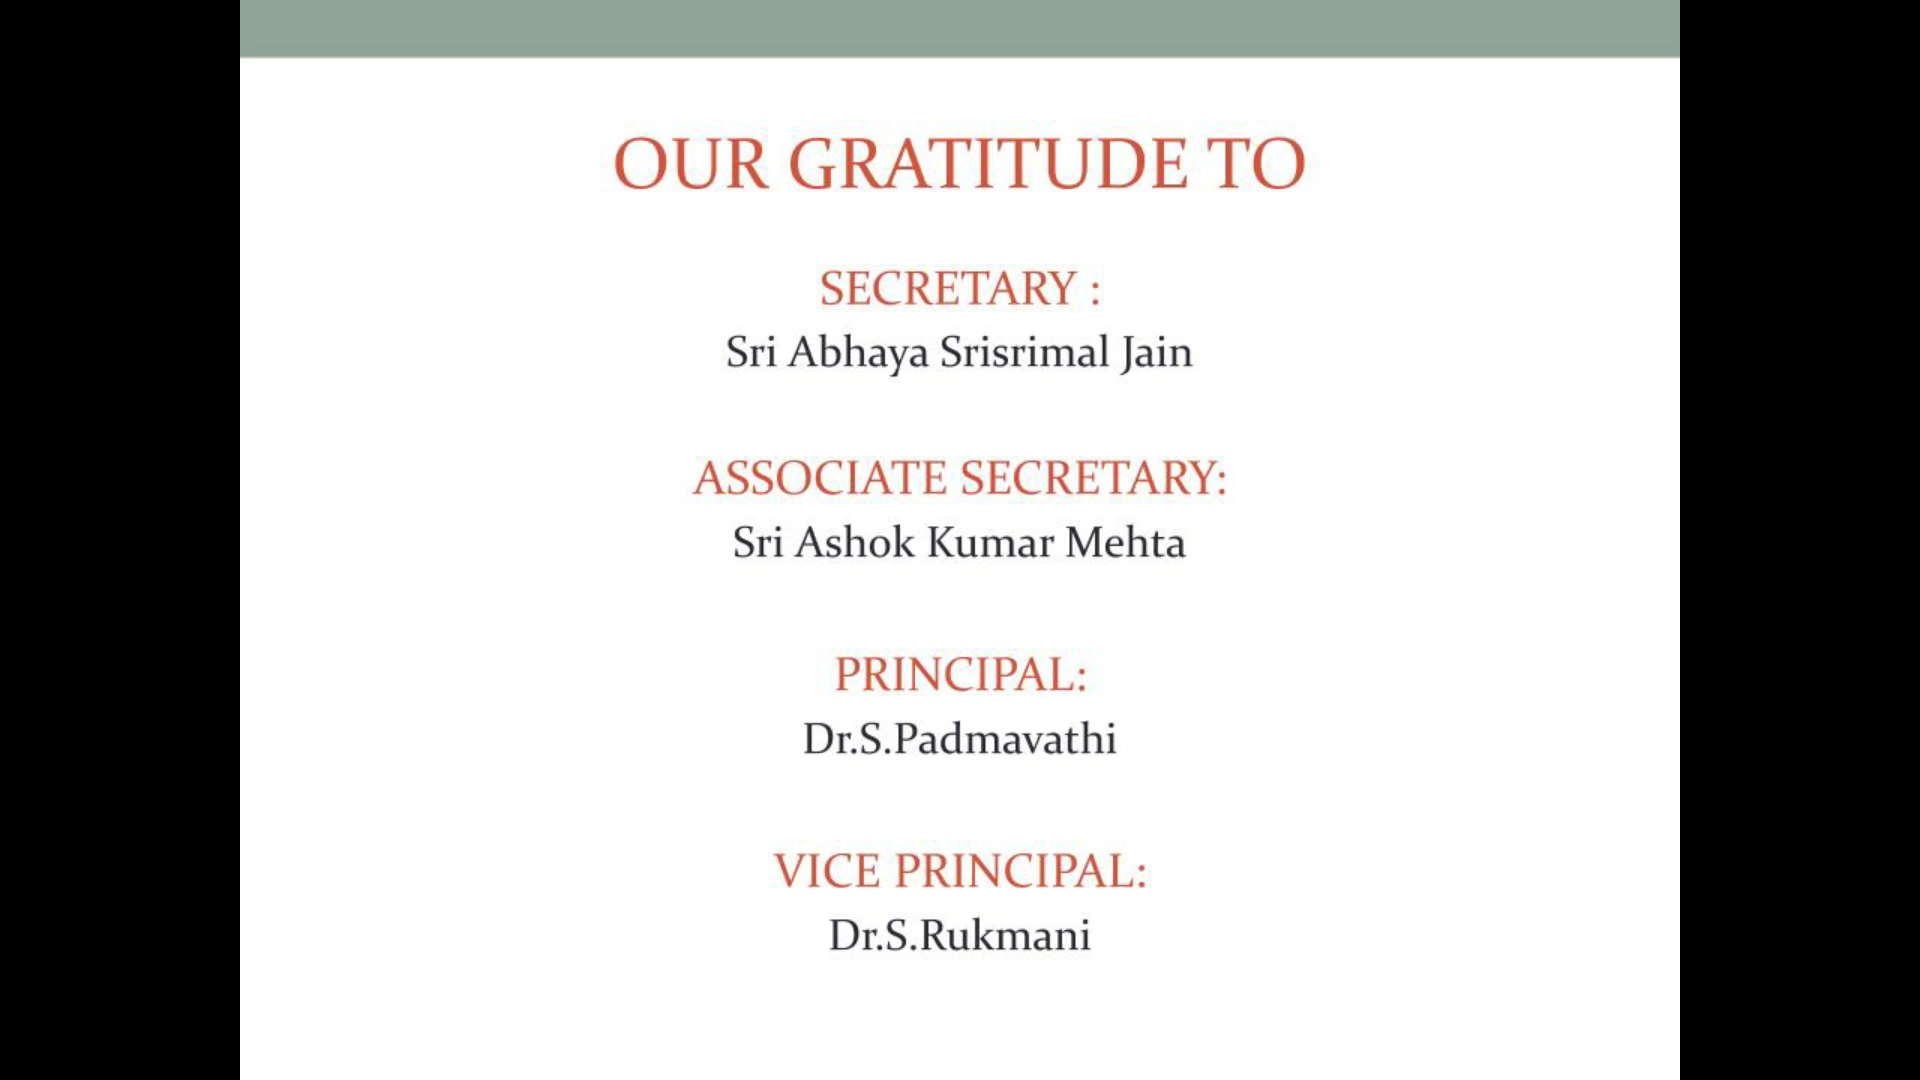 OUR GRATITUDE TO
SECRETARY :
Sri Abhaya Srisrimal Jain
ASSOCIATE SECRETARY:
Sri Ashok Kumar Mehta
PRINCIPAL:
Dr.S.Padmavathi
VICE PRINCIPAL:
Dr.S.Rukmani